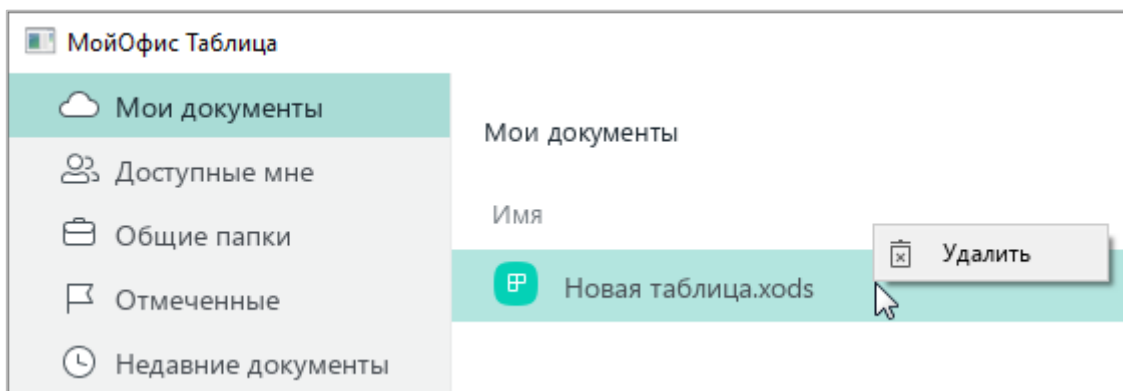 МойОфис Таблица
Мои документы
Доступные мне
Общие папки
Отмеченные
Недавние документы
Мои документы
Имя
Новая таблица.xods
Удалить